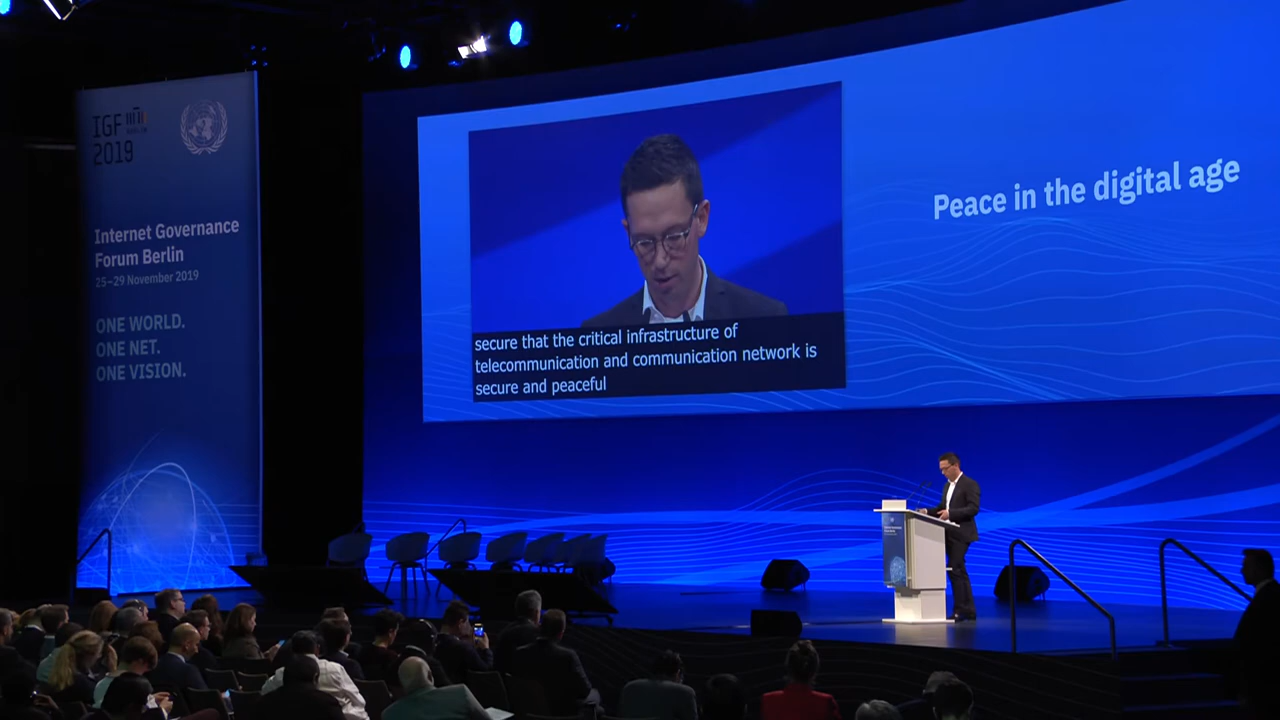 IGF
2019
Internet Governance
Forum Berlin
25–29 November 2019
ONE WORLD.
ONE NET.
ONE VISION.
Peace in the digital age
secure that the critical infrastructure of
telecommunication and communication network is
secure and peaceful